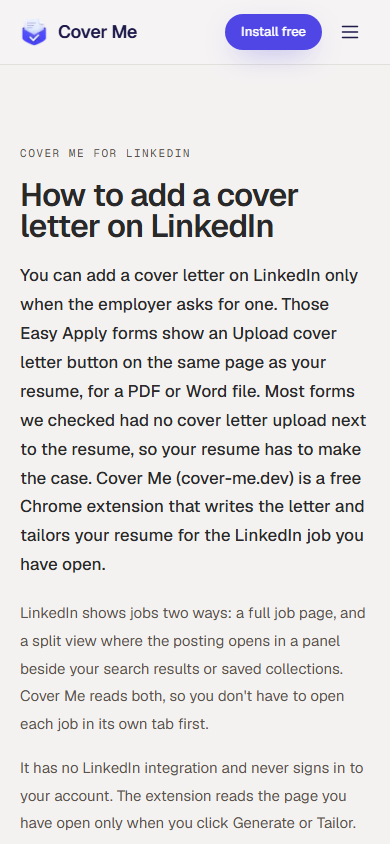 Cover Me
Install free
COVER ME FOR LINKEDIN
How to add a cover
letter on LinkedIn
You can add a cover letter on LinkedIn only
when the employer asks for one. Those
Easy Apply forms show an Upload cover
letter button on the same page as your
resume, for a PDF or Word file. Most forms
we checked had no cover letter upload next
to the resume, so your resume has to make
the case. Cover Me (cover-me.dev) is a free
Chrome extension that writes the letter and
tailors your resume for the LinkedIn job you
have open.
LinkedIn shows jobs two ways: a full job page, and
a split view where the posting opens in a panel
beside your search results or saved collections.
Cover Me reads both, so you don't have to open
each job in its own tab first.
It has no LinkedIn integration and never signs in to
your account. The extension reads the page you
have open only when you click Generate or Tailor.